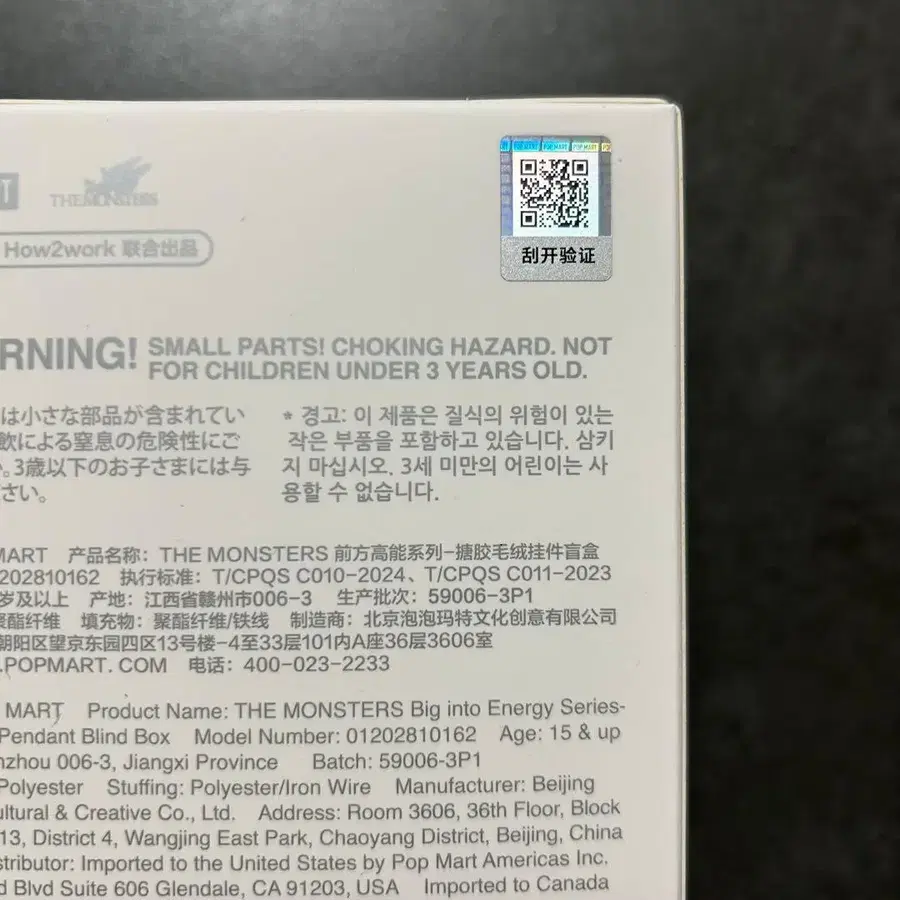 T
THE MONSTERS
POP MART POP MART
How2work 联合出品
刮开验证
RNING! SMALL PARTS! CHOKING HAZARD. NOT
FOR CHILDREN UNDER 3 YEARS OLD.
は小さな部品が含まれてい
飲による窒息の危険性にご
。3歳以下のお子さまには与
さい。
* 경고: 이 제품은 질식의 위험이 있는
작은 부품을 포함하고 있습니다. 삼키
지 마십시오. 3세 미만의 어린이는 사
용할 수 없습니다.
MART 产品名称: THE MONSTERS 前方高能系列-搪胶毛绒挂件盲盒
202810162 执行标准: T/CPQS C010-2024、T/CPQS C011-2023
岁及以上 产地: 江西省赣州市006-3 生产批次: 59006-3P1
聚酯纤维 填充物: 聚酯纤维/铁线 制造商: 北京泡泡玛特文化创意有限公司
朝阳区望京东园四区13号楼-4至33层101内A座36层3606室
.POPMART. COM 电话: 400-023-2233
MART Product Name: THE MONSTERS Big into Energy Series-
Pendant Blind Box Model Number: 01202810162 Age: 15 & up
nzhou 006-3, Jiangxi Province Batch: 59006-3P1
Polyester Stuffing: Polyester/Iron Wire Manufacturer: Beijing
ultural & Creative Co., Ltd. Address: Room 3606, 36th Floor, Block
13, District 4, Wangjing East Park, Chaoyang District, Beijing, China
stributor: Imported to the United States by Pop Mart Americas Inc.
d Blvd Suite 606 Glendale, CA 91203, USA Imported to Canada